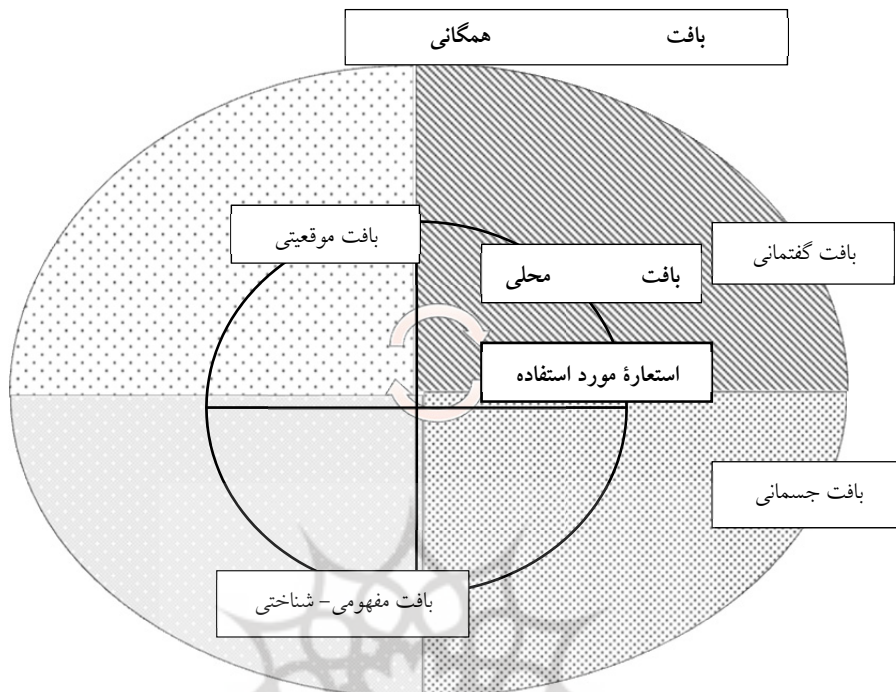 بافت همگانی
بافت موقعیتی
بافت گفتمانی
بافت محلی
استعارهٔ مورد استفاده
بافت جسمانی
بافت مفهومی- شناختی